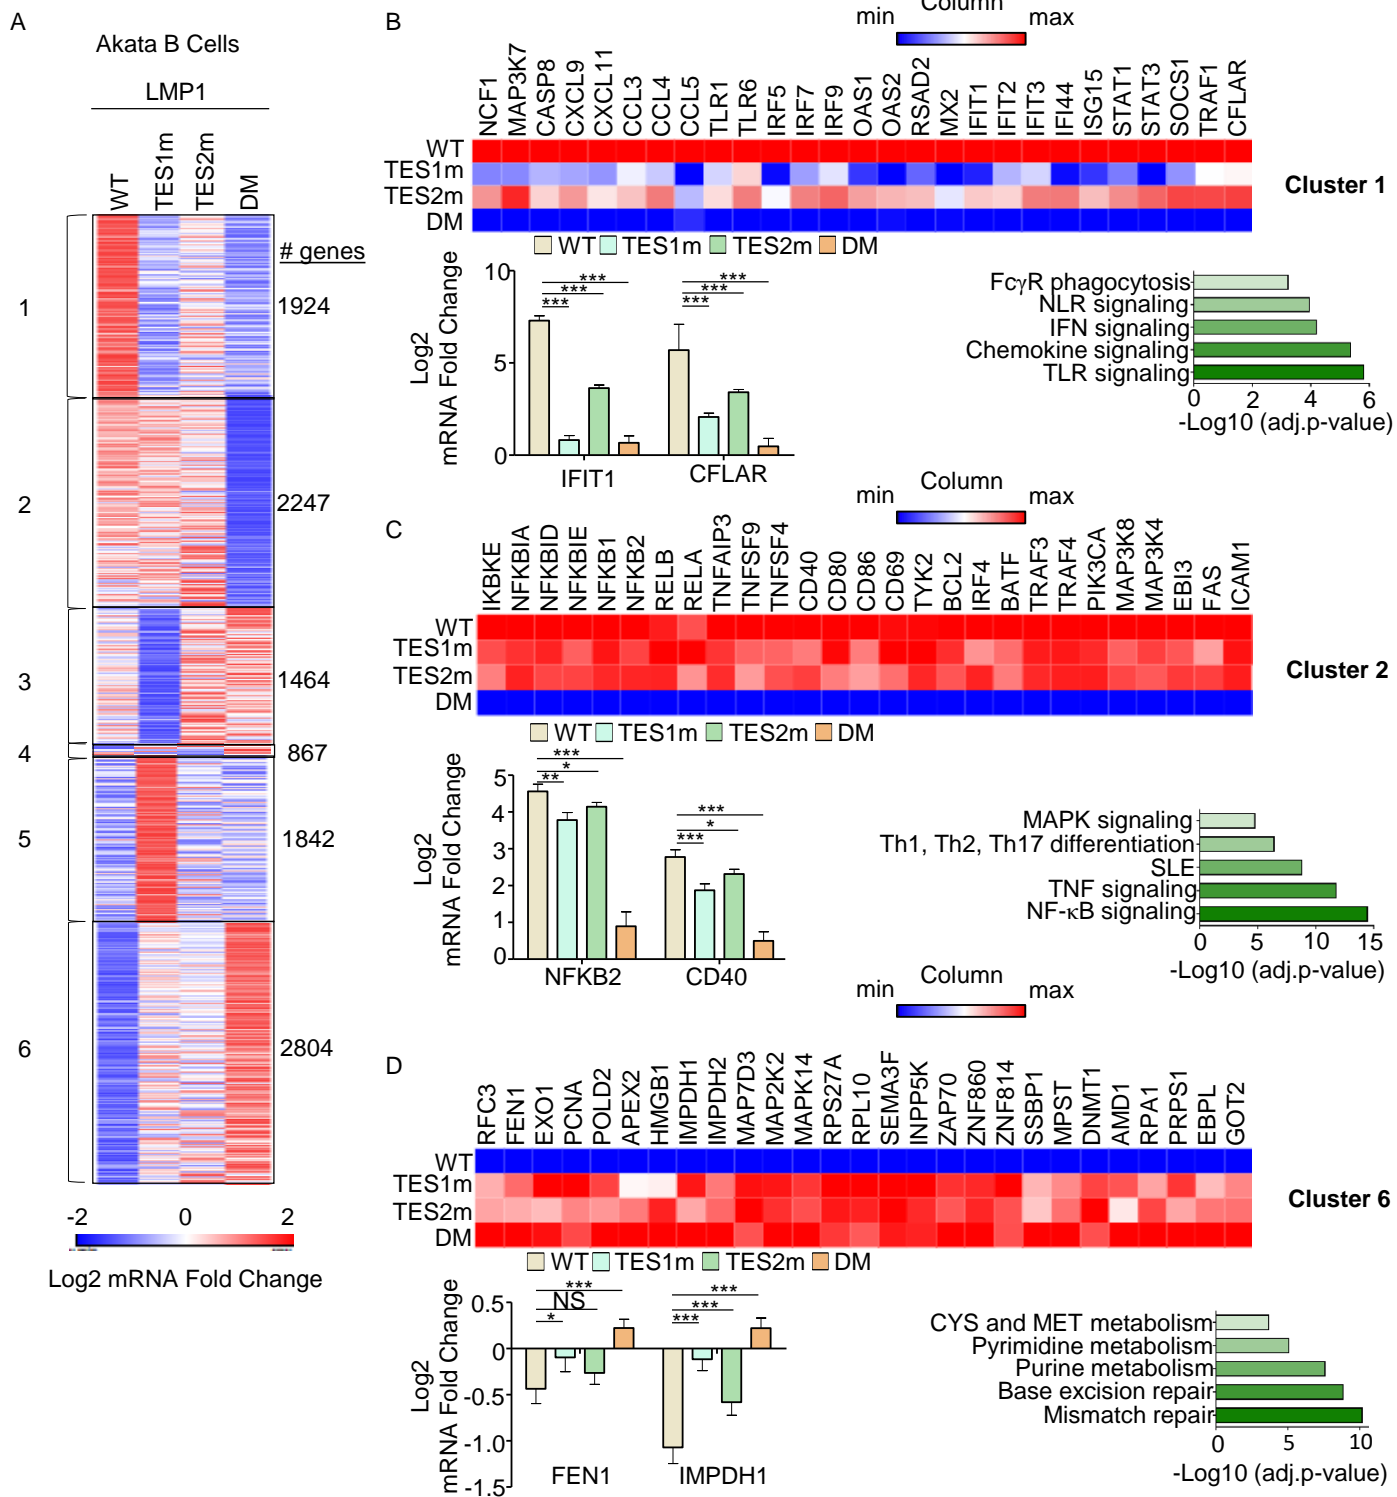 A
Akata B Cells
LMP1
WT
TES1m
TES2m
DM
# genes
1
1924
2
2247
3
1464
4
867
5
1842
6
2804
-2 0 2
Log2 mRNA Fold Change
B
Column
min max
NCF1
MAP3K7
CASP8
CXCL9
CXCL11
CCL3
CCL4
CCL5
TLR1
TLR6
IRF5
IRF7
IRF9
OAS1
OAS2
RSAD2
MX2
IFIT1
IFIT2
IFIT3
IFI44
ISG15
STAT1
STAT3
SOCS1
TRAF1
CFLAR
WT
TES1m
TES2m
DM
Cluster 1
WT TES1m TES2m DM
Log2
mRNA Fold Change
10
5
0
***
***
***
***
***
***
IFIT1
CFLAR
FcγR phagocytosis
NLR signaling
IFN signaling
Chemokine signaling
TLR signaling
0 2 4 6
-Log10 (adj.p-value)
C
Column
min max
IKBKE
NFKBIA
NFKBID
NFKBIE
NFKB1
NFKB2
RELB
RELA
TNFAIP3
TNFSF9
TNFSF4
CD40
CD80
CD86
CD69
TYK2
BCL2
IRF4
BATF
TRAF3
TRAF4
PIK3CA
MAP3K8
MAP3K4
EBI3
FAS
ICAM1
WT
TES1m
TES2m
DM
Cluster 2
WT TES1m TES2m DM
Log2
mRNA Fold Change
5
4
3
2
1
0
***
*
**
***
*
***
NFKB2
CD40
MAPK signaling
Th1, Th2, Th17 differentiation
SLE
TNF signaling
NF-κB signaling
0 5 10 15
-Log10 (adj.p-value)
D
Column
min max
RFC3
FEN1
EXO1
PCNA
POLD2
APEX2
HMGB1
IMPDH1
IMPDH2
MAP7D3
MAP2K2
MAPK14
RPS27A
RPL10
SEMA3F
INPP5K
ZAP70
ZNF860
ZNF814
SSBP1
MPST
DNMT1
AMD1
RPA1
PRPS1
EBPL
GOT2
WT
TES1m
TES2m
DM
Cluster 6
WT TES1m TES2m DM
Log2
mRNA Fold Change
0.5
0
-0.5
-1.0
-1.5
***
NS
*
***
***
***
FEN1
IMPDH1
CYS and MET metabolism
Pyrimidine metabolism
Purine metabolism
Base excision repair
Mismatch repair
0 5 10
-Log10 (adj.p-value)